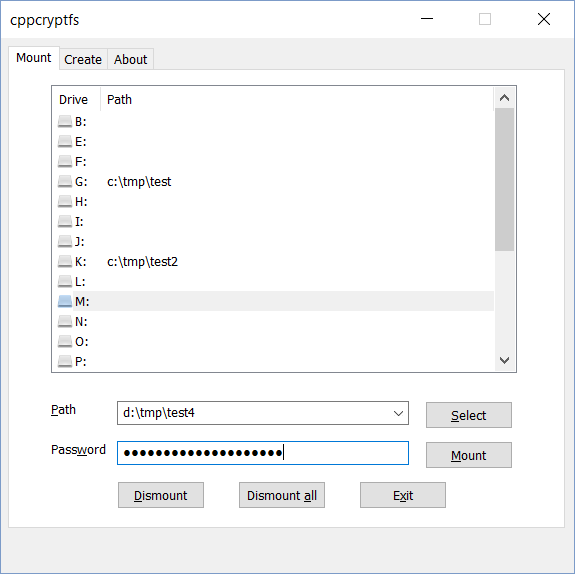 cppcryptfs
Mount Create About
Drive Path
B:
E:
F:
G: c:\tmp\test
H:
I:
J:
K: c:\tmp\test2
L:
M:
N:
O:
P:
Path d:\tmp\test4 Select
Password ●●●●●●●●●●●●●●●●●●●● Mount
Dismount Dismount all Exit